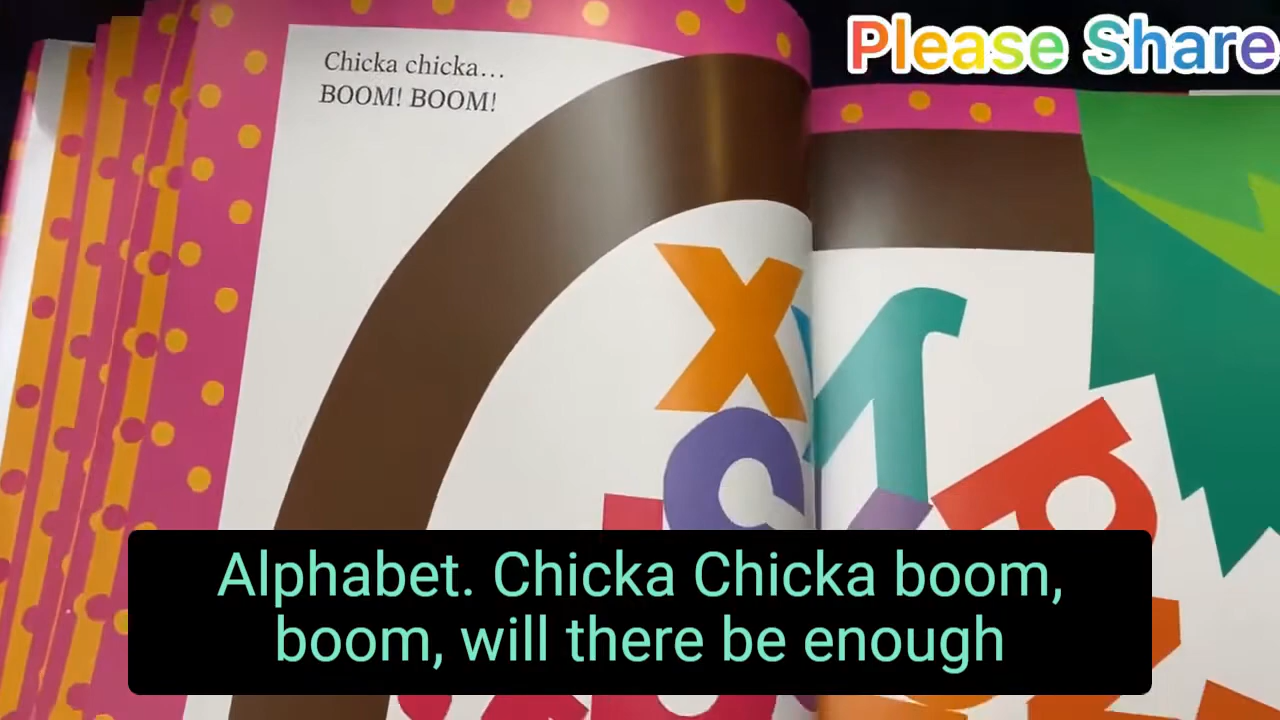 Chicka chicka...
BOOM! BOOM!
Please Share
Alphabet. Chicka Chicka boom,
boom, will there be enough